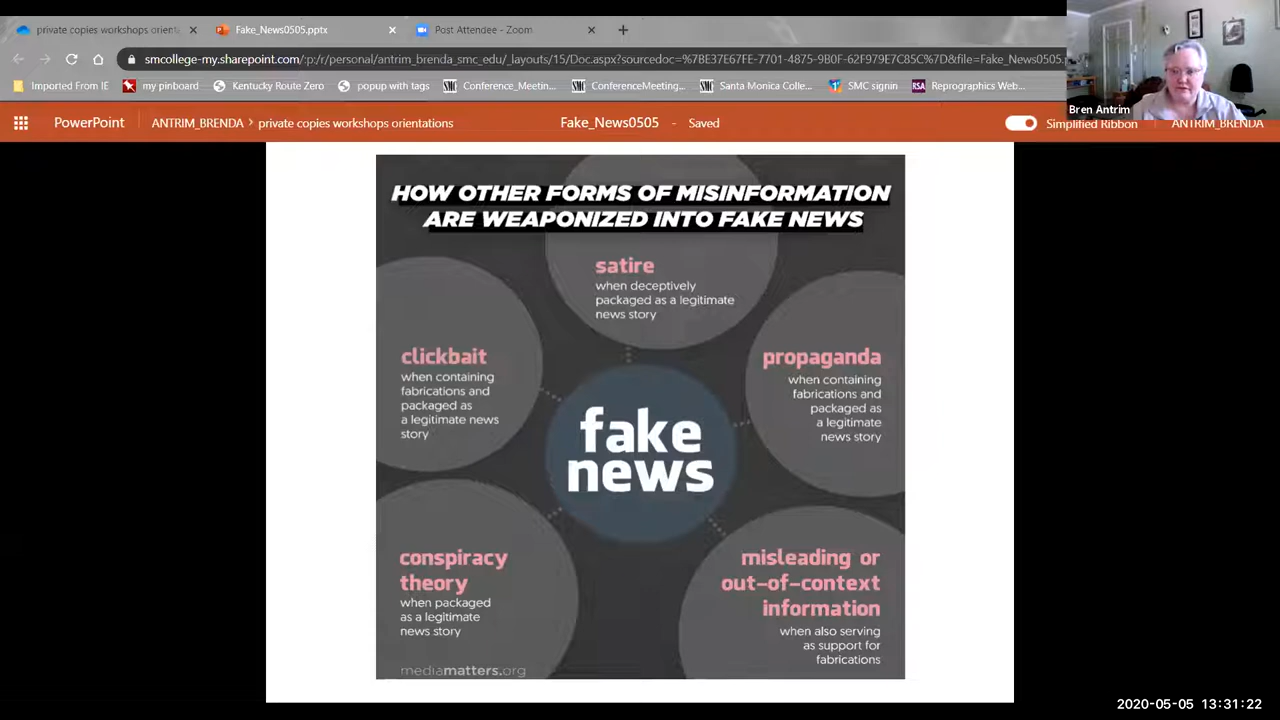 private copies workshops orient
Fake_News0505.pptx
Post Attendee - Zoom
smcollege-my.sharepoint.com/:p:/r/personal/antrim_brenda_smc_edu/_layouts/15/Doc.aspx?sourcedoc=%7BE37E67FE-7701-4875-9B0F-62F979E7C85C%7D&file=Fake_News0505.
Imported From IE
my pinboard
Kentucky Route Zero
popup with tags
Conference_Meetin...
ConferenceMeeting...
Santa Monica Colle...
SMC signin
Reprographics Web...
Bren Antrim
PowerPoint
ANTRIM_BRENDA > private copies workshops orientations
Fake_News0505 - Saved
Simplified Ribbon
ANTRIM_BRENDA
HOW OTHER FORMS OF MISINFORMATION
ARE WEAPONIZED INTO FAKE NEWS
satire
when deceptively
packaged as a legitimate
news story
clickbait
when containing
fabrications and
packaged as
a legitimate news
story
propaganda
when containing
fabrications and
packaged as
a legitimate
news story
fake
news
conspiracy
theory
when packaged
as a legitimate
news story
misleading or
out-of-context
information
when also serving
as support for
fabrications
mediamatters.org
2020-05-05 13:31:22